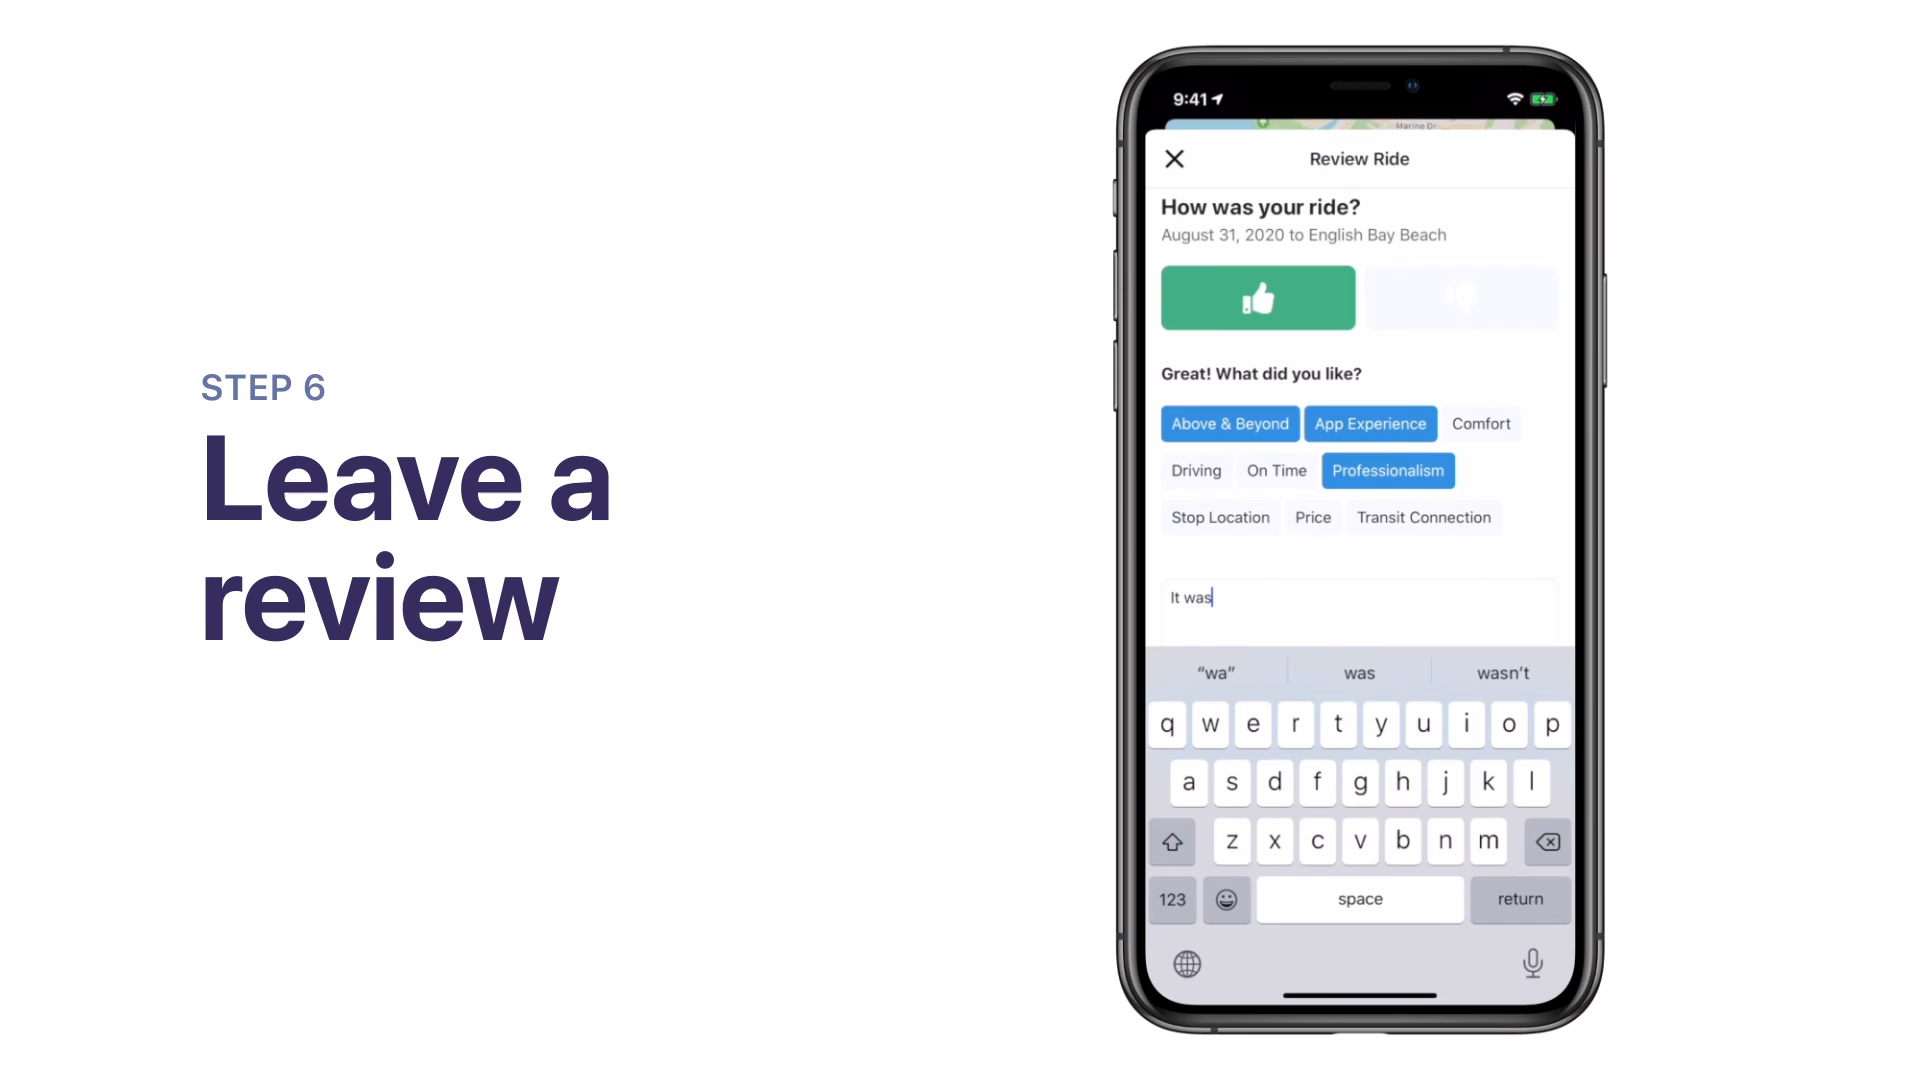 STEP 6
Leave a
review
9:41
Marine Dr
Review Ride
How was your ride?
August 31, 2020 to English Bay Beach
Great! What did you like?
Above & Beyond App Experience Comfort
Driving On Time Professionalism
Stop Location Price Transit Connection
It was
“wa” was wasn’t
q w e r t y u i o p
a s d f g h j k l
z x c v b n m
123 space return